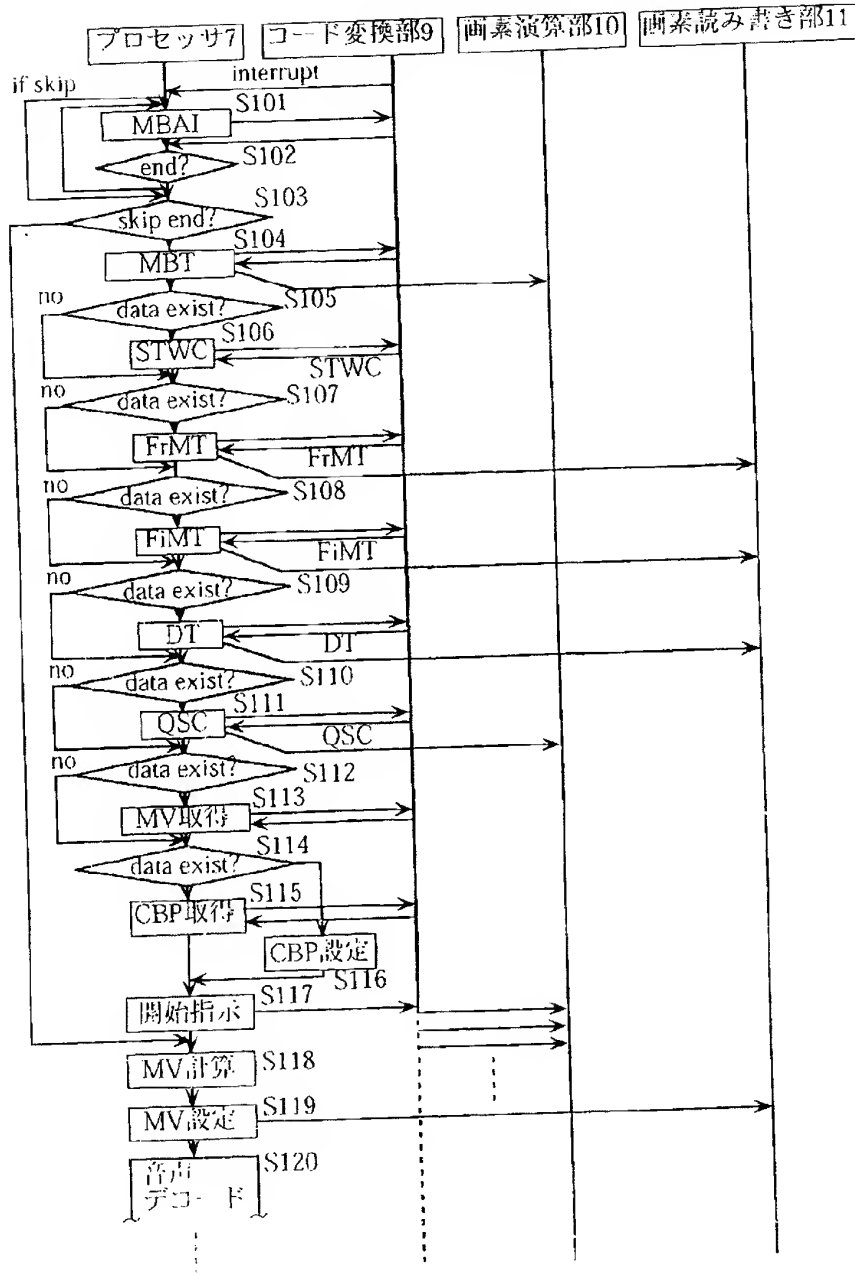 プロセッサ7 コード変換部9 画素演算部10 画素読み書き部11
if skip
interrupt
S101
MBAI
S102
end?
S103
skip end?
S104
MBT
no
data exist?
S105
S106
STWC
STWC
no
data exist?
S107
FrMT
FrMT
no
data exist?
S108
FiMT
FiMT
no
data exist?
S109
DT
DT
no
data exist?
S110
S111
QSC
QSC
no
data exist?
S112
S113
MV取得
S114
data exist?
S115
CBP取得
CBP設定
S116
S117
開始指示
MV計算
S118
S119
MV設定
S120
音声
デコード